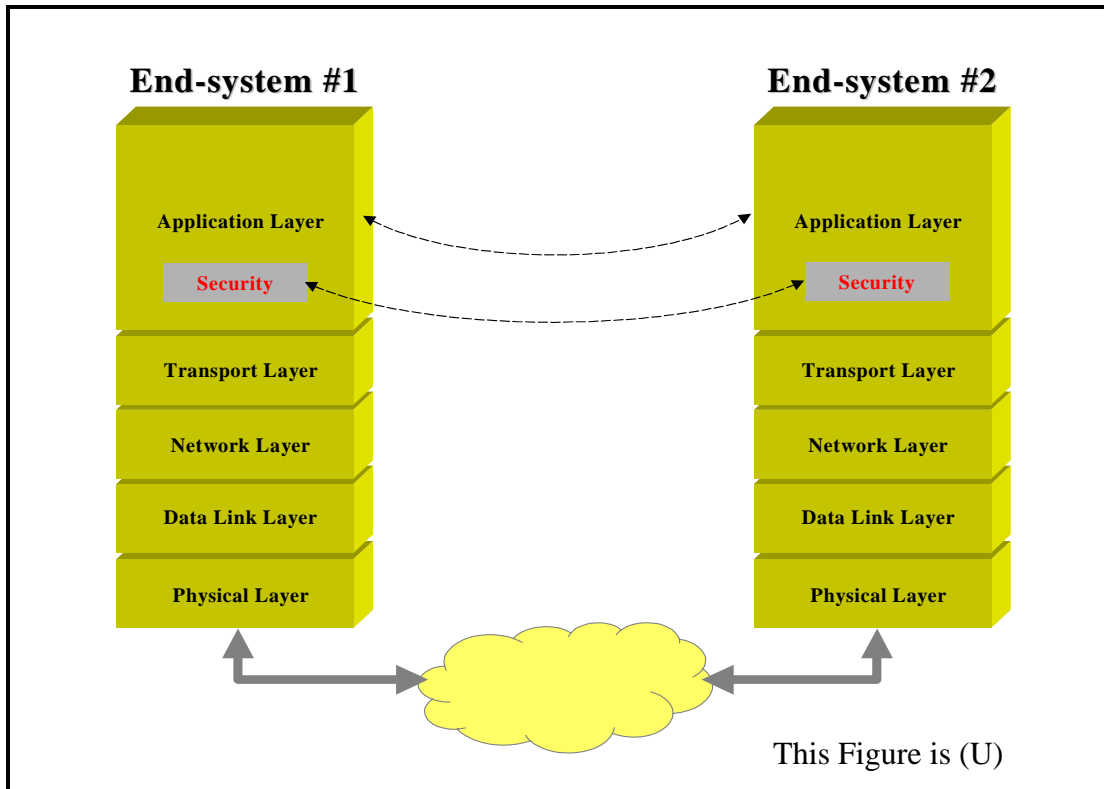 End-system #1
Application Layer
Security
Transport Layer
Network Layer
Data Link Layer
Physical Layer
End-system #2
Application Layer
Security
Transport Layer
Network Layer
Data Link Layer
Physical Layer
This Figure is (U)